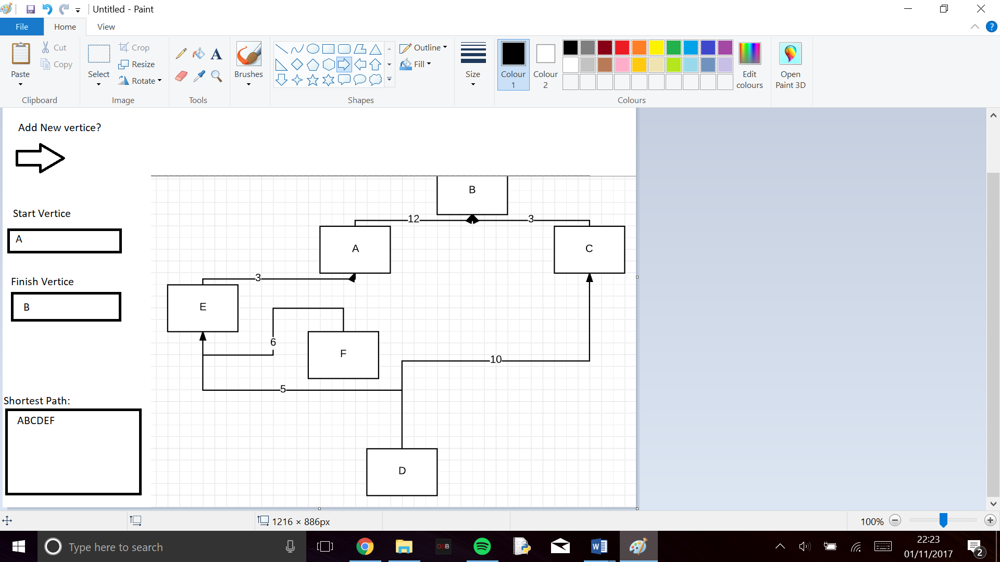 Untitled - Paint
File Home View
Paste
Cut
Copy
Clipboard
Select
Crop
Resize
Rotate
Image
A
Tools
Brushes
Shapes
Outline
Fill
Size
Colour 1
Colour 2
Colours
Edit colours
Open Paint 3D
?
Add New vertice?
Start Vertice
A
Finish Vertice
B
Shortest Path:
ABCDEF
B
12
3
A
C
3
E
6
F
10
5
D
1216 × 886px
100%
Type here to search
OSB
W
22:23
01/11/2017
2